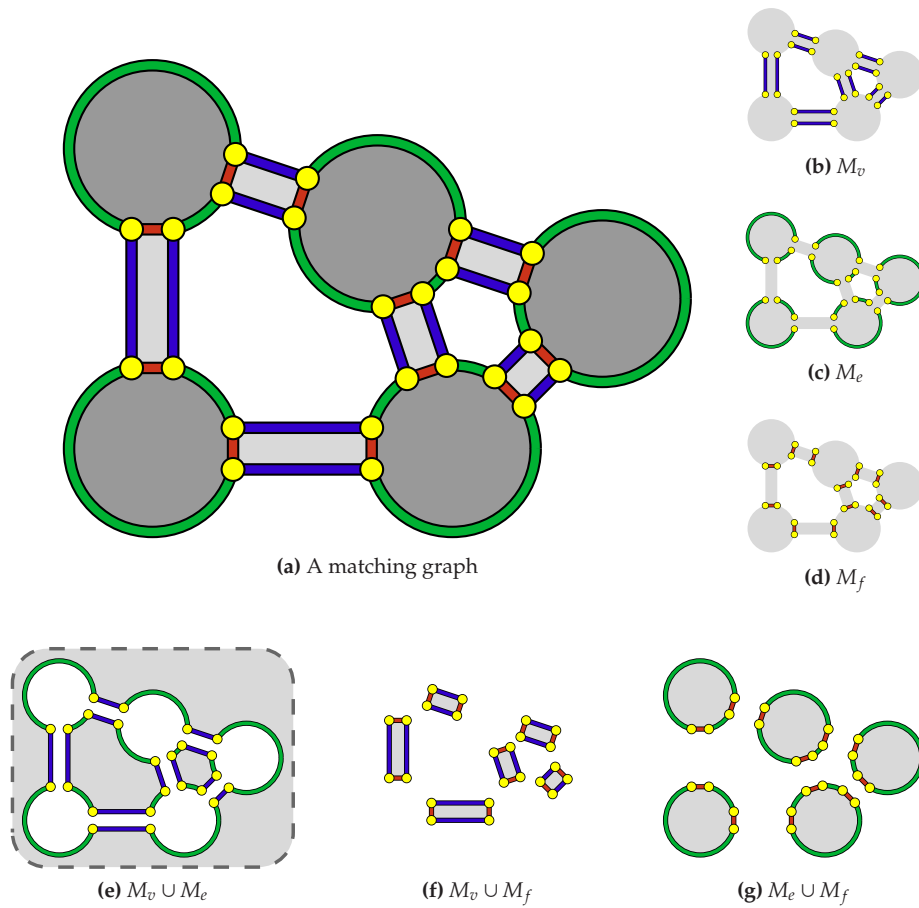 (b) M_v
(c) M_e
(a) A matching graph
(d) M_f
(e) M_v ∪ M_e
(f) M_v ∪ M_f
(g) M_e ∪ M_f